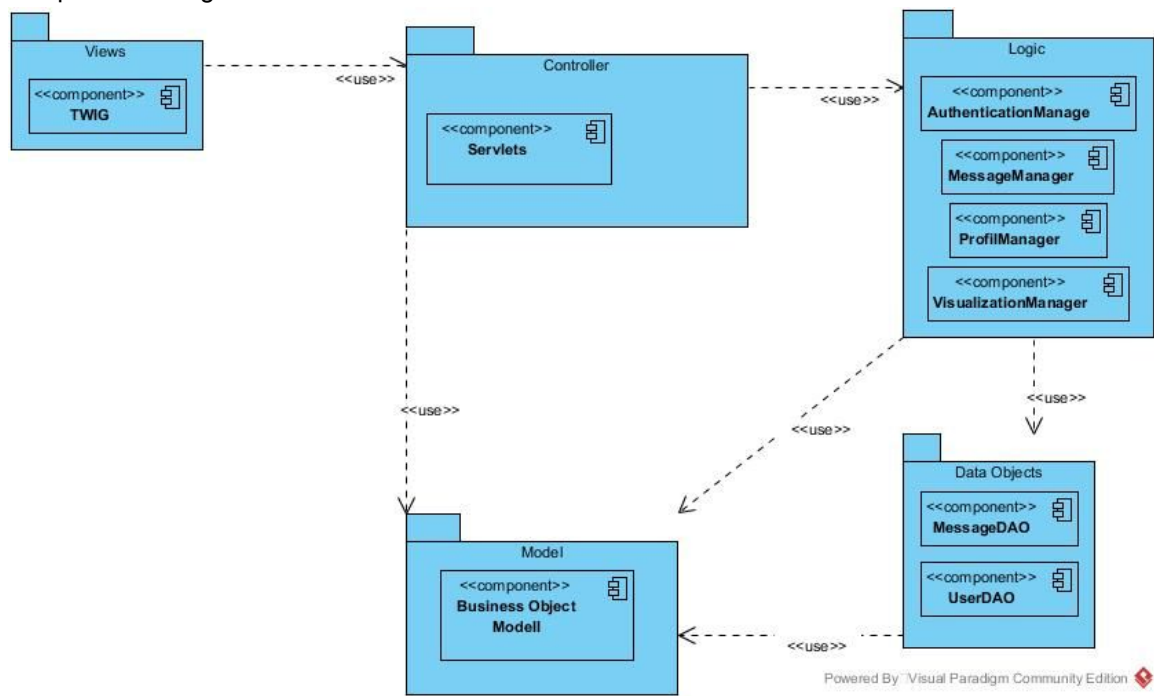 Views
<<component>>
TWIG
<<use>>
Controller
<<component>>
Servlets
<<use>>
Logic
<<component>>
AuthenticationManage
<<component>>
MessageManager
<<component>>
ProfilManager
<<component>>
VisualizationManager
<<use>>
<<use>>
<<use>>
Data Objects
<<component>>
MessageDAO
<<component>>
UserDAO
Model
<<component>>
Business Object
Modell
<<use>>
Powered By Visual Paradigm Community Edition